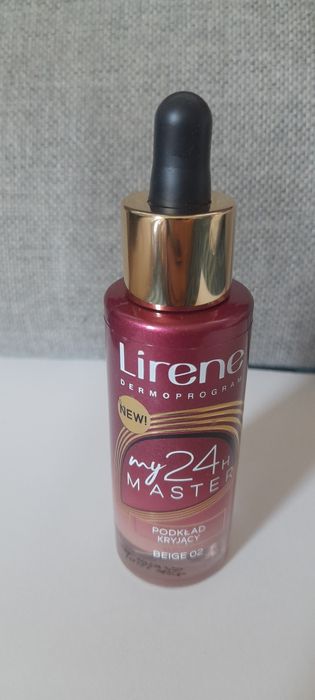 Lirene
DERMOPROGRAM
NEW!
my 24H
MASTER
PODKŁAD
KRYJĄCY
BEIGE 02